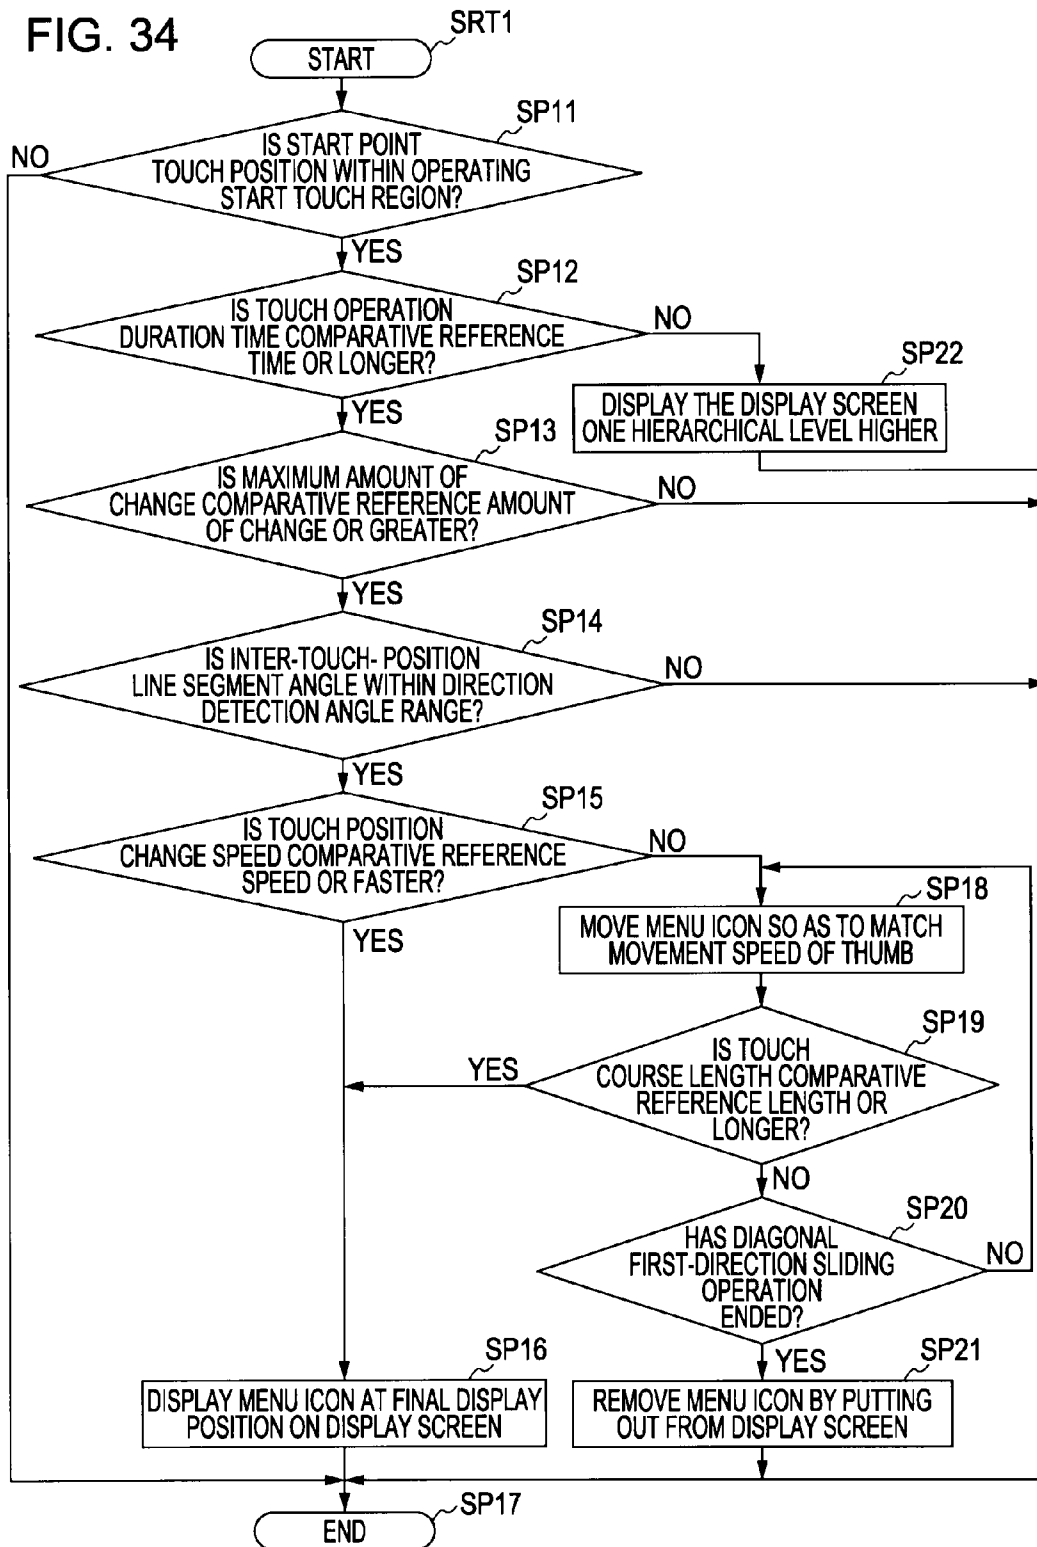 FIG. 34
SRT1
START
SP11
NO
IS START POINT
TOUCH POSITION WITHIN OPERATING
START TOUCH REGION?
YES
SP12
IS TOUCH OPERATION
DURATION TIME COMPARATIVE REFERENCE
TIME OR LONGER?
NO
SP22
DISPLAY THE DISPLAY SCREEN
ONE HIERARCHICAL LEVEL HIGHER
YES
SP13
IS MAXIMUM AMOUNT OF
CHANGE COMPARATIVE REFERENCE AMOUNT
OF CHANGE OR GREATER?
NO
YES
SP14
IS INTER-TOUCH- POSITION
LINE SEGMENT ANGLE WITHIN DIRECTION
DETECTION ANGLE RANGE?
NO
YES
SP15
IS TOUCH POSITION
CHANGE SPEED COMPARATIVE REFERENCE
SPEED OR FASTER?
NO
YES
SP18
MOVE MENU ICON SO AS TO MATCH
MOVEMENT SPEED OF THUMB
SP19
IS TOUCH
COURSE LENGTH COMPARATIVE
REFERENCE LENGTH OR
LONGER?
YES
NO
SP20
HAS DIAGONAL
FIRST-DIRECTION SLIDING
OPERATION
ENDED?
NO
YES
SP16
DISPLAY MENU ICON AT FINAL DISPLAY
POSITION ON DISPLAY SCREEN
SP21
REMOVE MENU ICON BY PUTTING
OUT FROM DISPLAY SCREEN
SP17
END